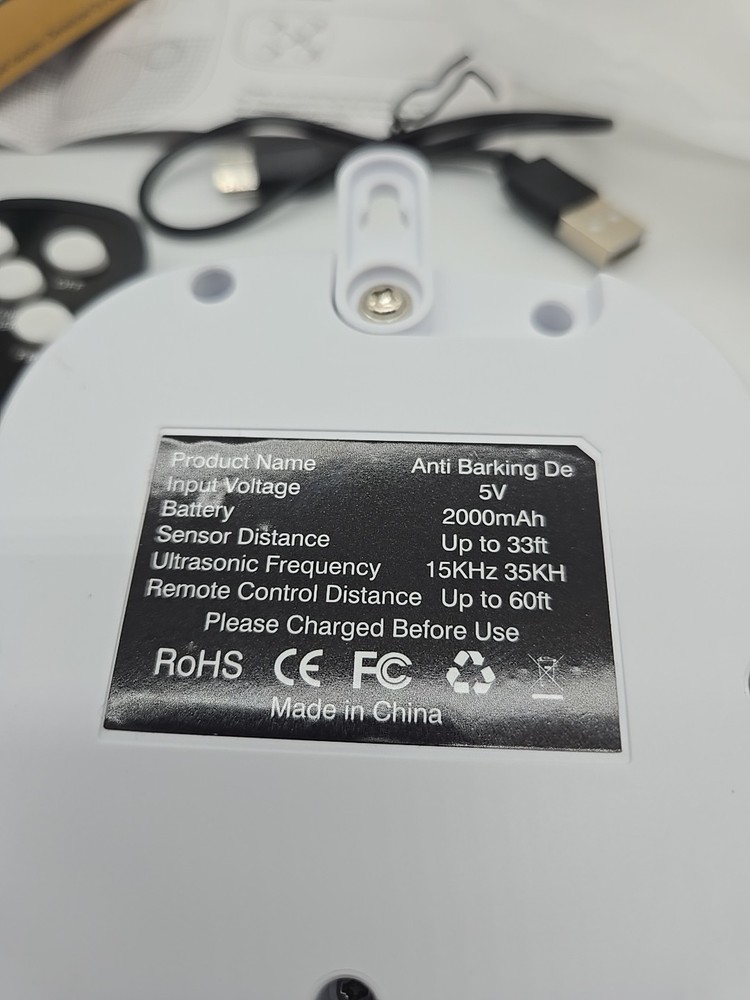 Product Name Anti Barking De
Input Voltage 5V
Battery 2000mAh
Sensor Distance Up to 33ft
Ultrasonic Frequency 15KHz 35KH
Remote Control Distance Up to 60ft
Please Charged Before Use
RoHS CE FC
Made in China